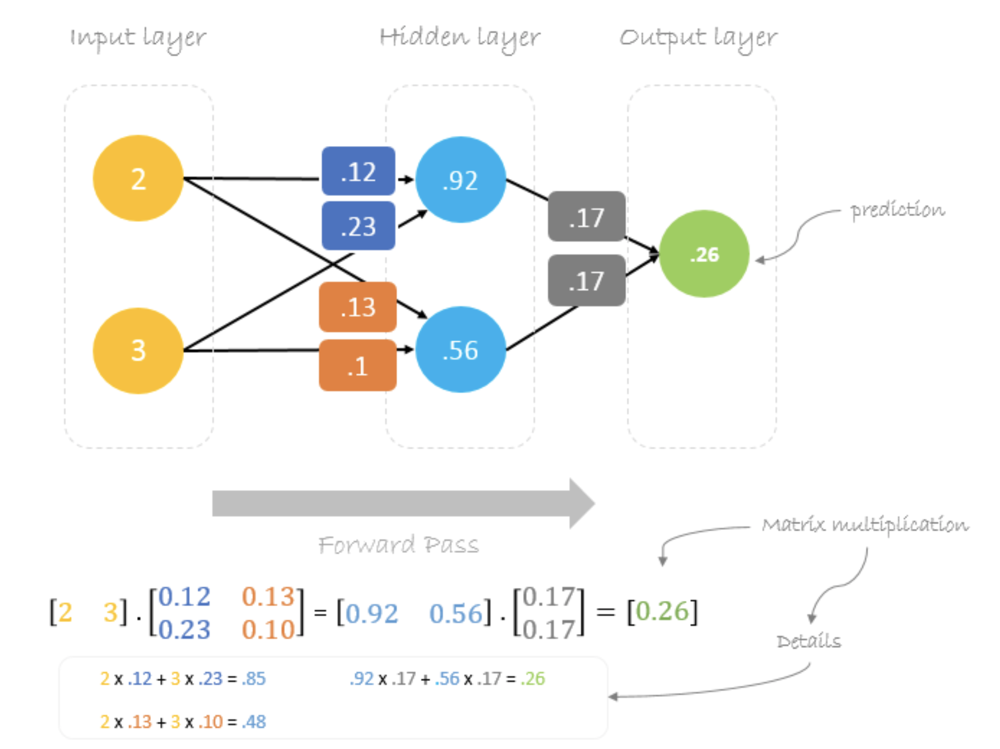 Input layer
Hidden layer
Output layer
2
.12
.92
.23
.17
prediction
.26
.17
.13
3
.1
.56
Forward Pass
Matrix multiplication
[2 3] . [0.12 0.13
0.23 0.10] = [0.92 0.56] . [0.17
0.17] = [0.26]
Details
2 x .12 + 3 x .23 = .85
.92 x .17 + .56 x .17 = .26
2 x .13 + 3 x .10 = .48